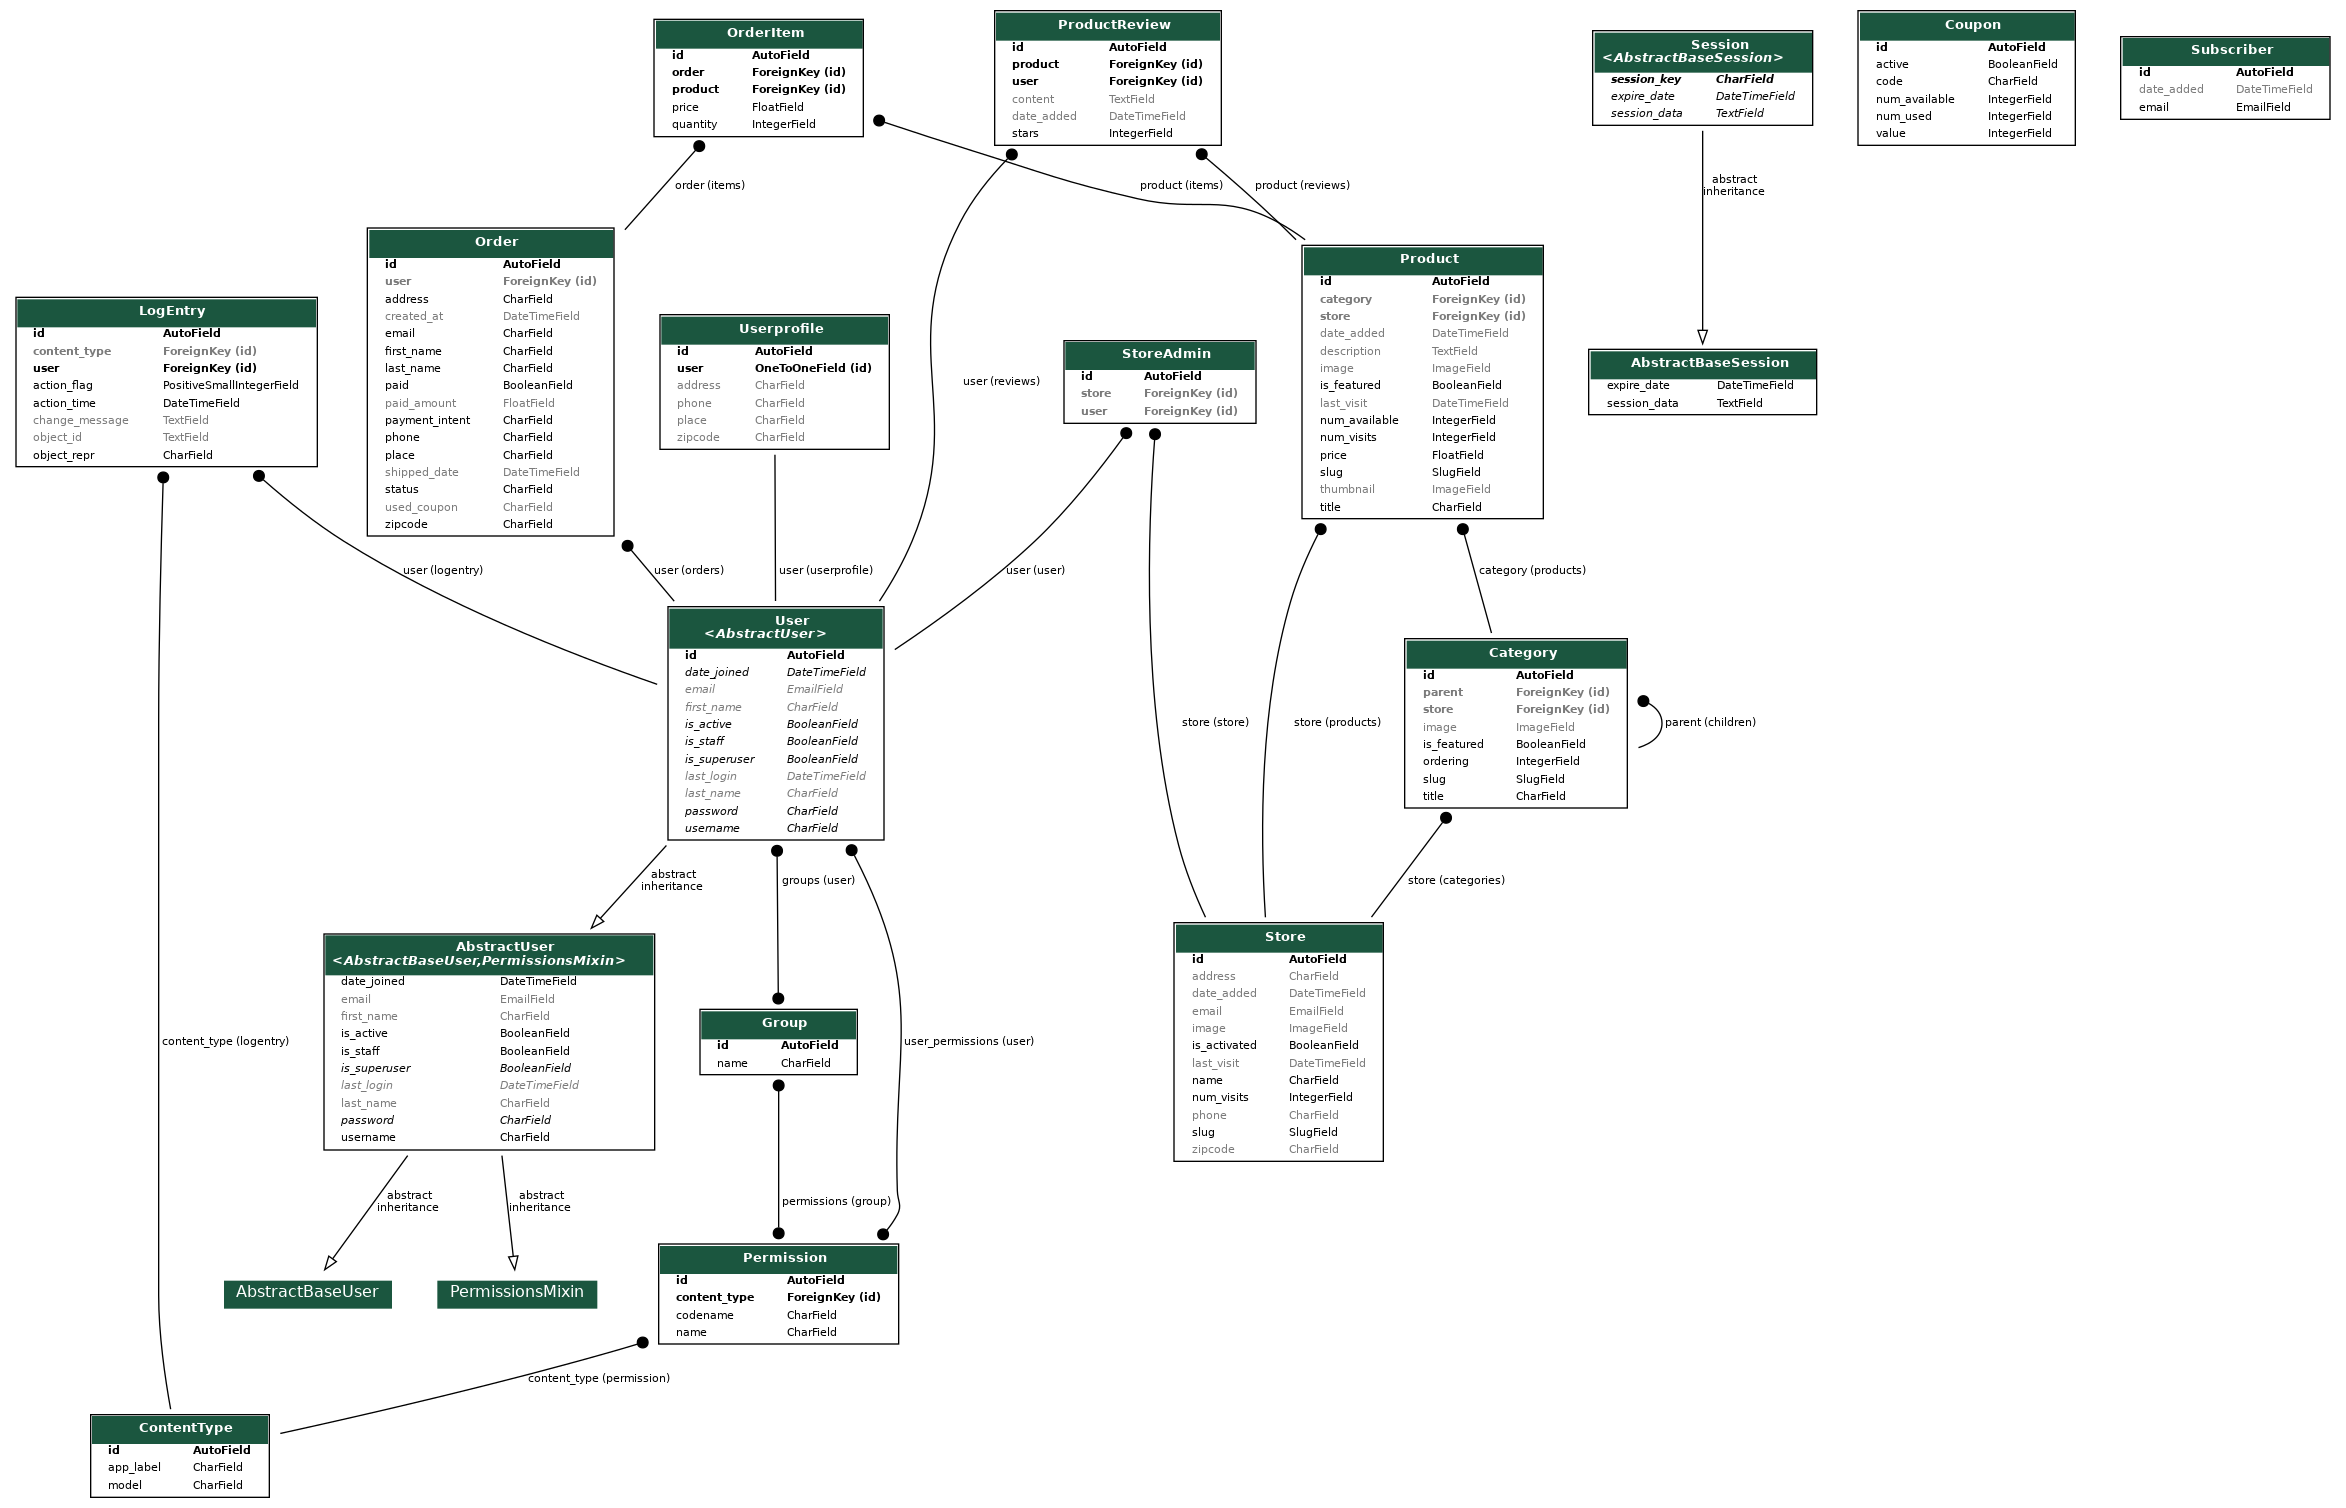 OrderItem
id AutoField
order ForeignKey (id)
product ForeignKey (id)
price FloatField
quantity IntegerField
ProductReview
id AutoField
product ForeignKey (id)
user ForeignKey (id)
content TextField
date_added DateTimeField
stars IntegerField
Session
<AbstractBaseSession>
session_key CharField
expire_date DateTimeField
session_data TextField
Coupon
id AutoField
active BooleanField
code CharField
num_available IntegerField
num_used IntegerField
value IntegerField
Subscriber
id AutoField
date_added DateTimeField
email EmailField
order (items)
product (items)
product (reviews)
abstract
inheritance
Order
id AutoField
user ForeignKey (id)
address CharField
created_at DateTimeField
email CharField
first_name CharField
last_name CharField
paid BooleanField
paid_amount FloatField
payment_intent CharField
phone CharField
place CharField
shipped_date DateTimeField
status CharField
used_coupon CharField
zipcode CharField
Product
id AutoField
category ForeignKey (id)
store ForeignKey (id)
date_added DateTimeField
description TextField
image ImageField
is_featured BooleanField
last_visit DateTimeField
num_available IntegerField
num_visits IntegerField
price FloatField
slug SlugField
thumbnail ImageField
title CharField
LogEntry
id AutoField
content_type ForeignKey (id)
user ForeignKey (id)
action_flag PositiveSmallIntegerField
action_time DateTimeField
change_message TextField
object_id TextField
object_repr CharField
Userprofile
id AutoField
user OneToOneField (id)
address CharField
phone CharField
place CharField
zipcode CharField
user (reviews)
StoreAdmin
id AutoField
store ForeignKey (id)
user ForeignKey (id)
AbstractBaseSession
expire_date DateTimeField
session_data TextField
user (logentry)
user (orders)
user (userprofile)
user (user)
category (products)
User
<AbstractUser>
id AutoField
date_joined DateTimeField
email EmailField
first_name CharField
is_active BooleanField
is_staff BooleanField
is_superuser BooleanField
last_login DateTimeField
last_name CharField
password CharField
username CharField
store (store)
store (products)
Category
id AutoField
parent ForeignKey (id)
store ForeignKey (id)
image ImageField
is_featured BooleanField
ordering IntegerField
slug SlugField
title CharField
parent (children)
abstract
inheritance
groups (user)
store (categories)
AbstractUser
<AbstractBaseUser,PermissionsMixin>
date_joined DateTimeField
email EmailField
first_name CharField
is_active BooleanField
is_staff BooleanField
is_superuser BooleanField
last_login DateTimeField
last_name CharField
password CharField
username CharField
Store
id AutoField
address CharField
date_added DateTimeField
email EmailField
image ImageField
is_activated BooleanField
last_visit DateTimeField
name CharField
num_visits IntegerField
phone CharField
slug SlugField
zipcode CharField
Group
id AutoField
name CharField
content_type (logentry)
user_permissions (user)
abstract
inheritance
abstract
inheritance
permissions (group)
AbstractBaseUser
PermissionsMixin
Permission
id AutoField
content_type ForeignKey (id)
codename CharField
name CharField
content_type (permission)
ContentType
id AutoField
app_label CharField
model CharField